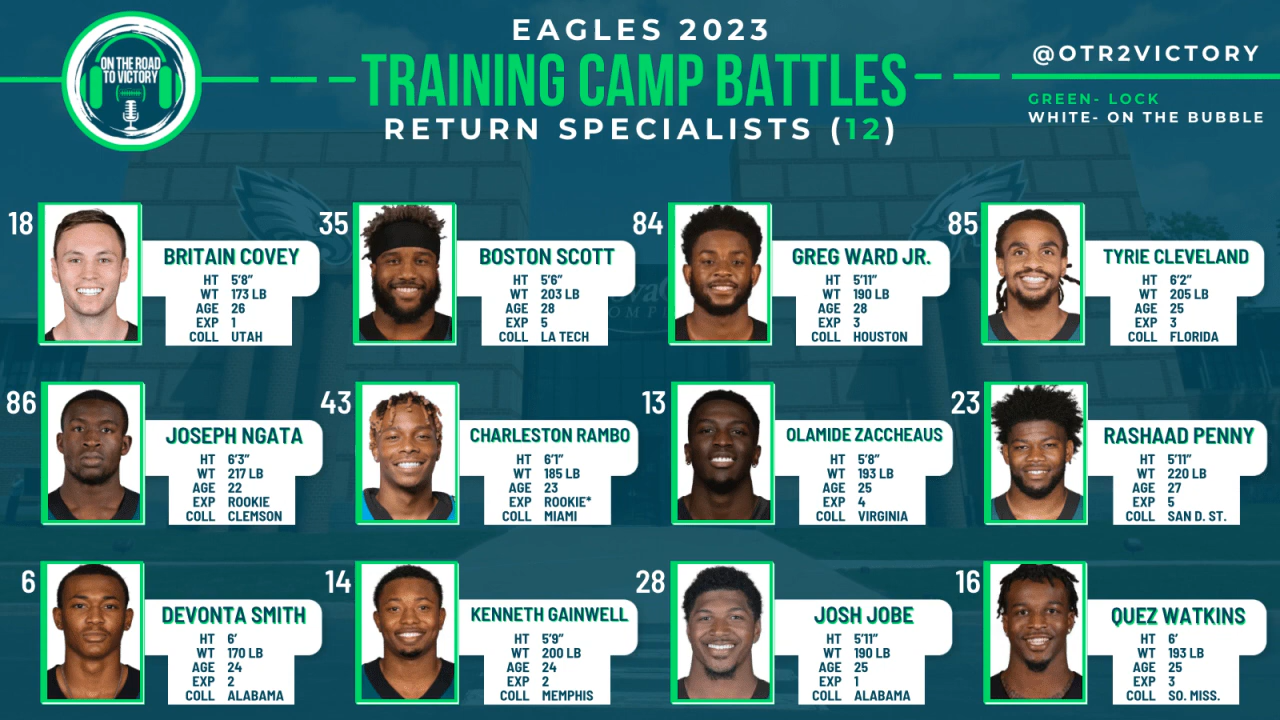 ON THE ROAD
TO VICTORY
EAGLES 2023
TRAINING CAMP BATTLES
RETURN SPECIALISTS (12)
@OTR2VICTORY
GREEN- LOCK
WHITE- ON THE BUBBLE
18
BRITAIN COVEY
HT 5'8"
WT 173 LB
AGE 26
EXP 1
COLL UTAH
35
BOSTON SCOTT
HT 5'6"
WT 203 LB
AGE 28
EXP 5
COLL LA TECH
84
GREG WARD JR.
HT 5'11"
WT 190 LB
AGE 28
EXP 3
COLL HOUSTON
85
TYRIE CLEVELAND
HT 6'2"
WT 205 LB
AGE 25
EXP 3
COLL FLORIDA
86
JOSEPH NGATA
HT 6'3"
WT 217 LB
AGE 22
EXP ROOKIE
COLL CLEMSON
43
CHARLESTON RAMBO
HT 6'1"
WT 185 LB
AGE 23
EXP ROOKIE*
COLL MIAMI
13
OLAMIDE ZACCHEAUS
HT 5'8"
WT 193 LB
AGE 25
EXP 4
COLL VIRGINIA
23
RASHAAD PENNY
HT 5'11"
WT 220 LB
AGE 27
EXP 5
COLL SAN D. ST.
6
DEVONTA SMITH
HT 6'
WT 170 LB
AGE 24
EXP 2
COLL ALABAMA
14
KENNETH GAINWELL
HT 5'9"
WT 200 LB
AGE 24
EXP 2
COLL MEMPHIS
28
JOSH JOBE
HT 5'11"
WT 190 LB
AGE 25
EXP 1
COLL ALABAMA
16
QUEZ WATKINS
HT 6'
WT 193 LB
AGE 25
EXP 3
COLL SO. MISS.